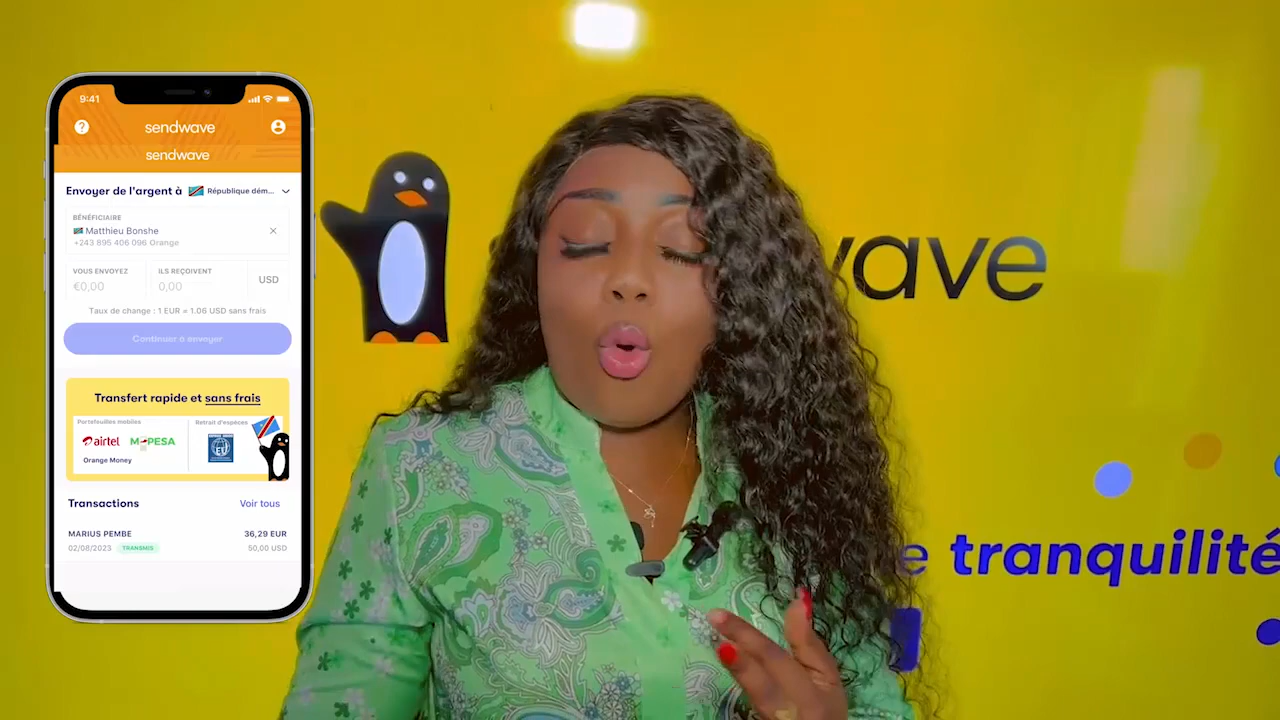 9:41
sendwave
sendwave
Envoyer de l'argent à République dém...
BÉNÉFICIAIRE
Matthieu Bonshe
+243 895 406 096 Orange
VOUS ENVOYEZ
€0,00
ILS REÇOIVENT
0,00
USD
Taux de change : 1 EUR = 1.06 USD sans frais
Continuer à envoyer
Transfert rapide et sans frais
Portefeuilles mobiles
airtel
M-PESA
Orange Money
Retrait d'espèces
Transactions
Voir tous
MARIUS PEMBE
36,29 EUR
02/08/2023
TRANSMIS
50,00 USD
wave
e tranquilité